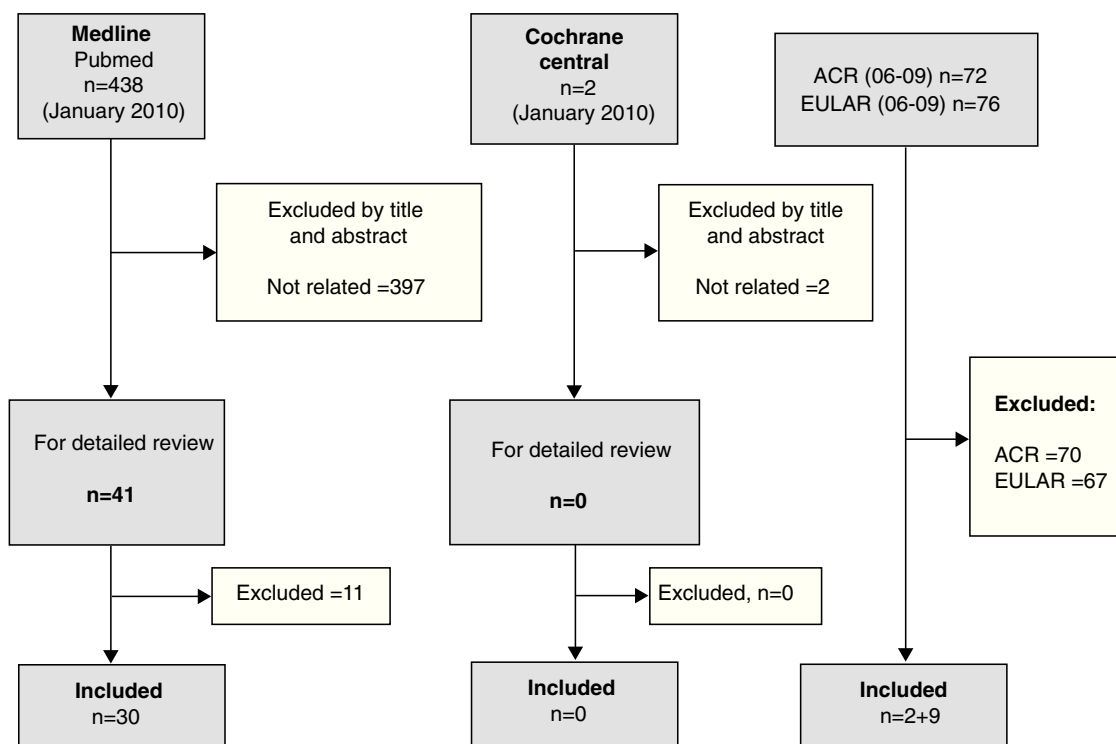 Medline
Pubmed
n=438
(January 2010)
Cochrane
central
n=2
(January 2010)
ACR (06-09) n=72
EULAR (06-09) n=76
Excluded by title
and abstract
Not related =397
Excluded by title
and abstract
Not related =2
Excluded:
ACR =70
EULAR =67
For detailed review
n=41
For detailed review
n=0
Excluded =11
Excluded, n=0
Included
n=30
Included
n=0
Included
n=2+9